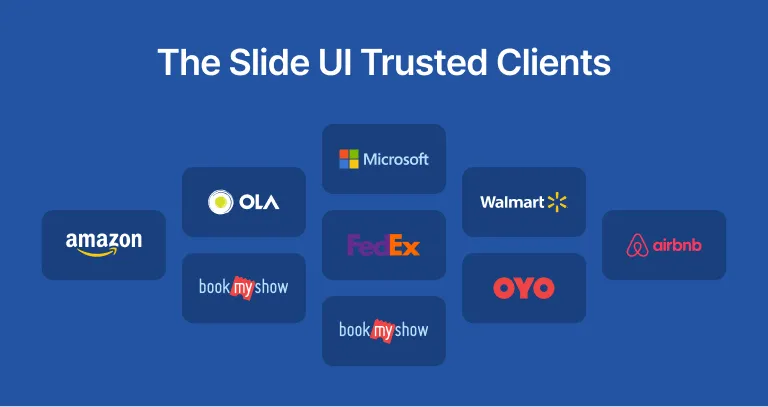 The Slide UI Trusted Clients
Microsoft
OLA
Walmart
amazon
FedEx
airbnb
book my show
OYO
book my show